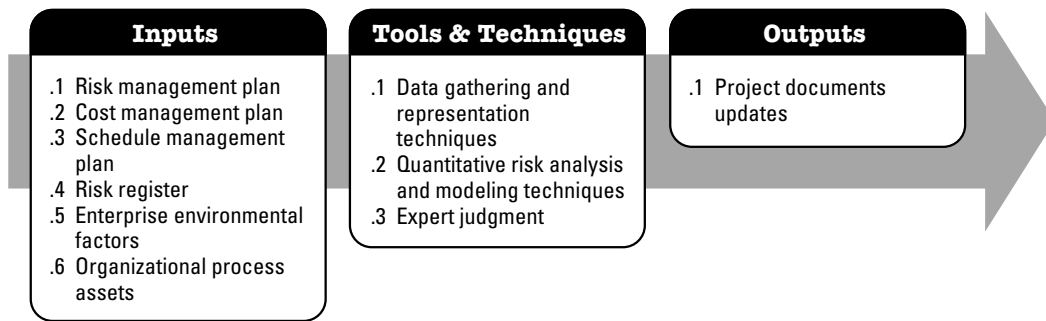 Inputs
.1 Risk management plan
.2 Cost management plan
.3 Schedule management
plan
.4 Risk register
.5 Enterprise environmental
factors
.6 Organizational process
assets
Tools & Techniques
.1 Data gathering and
representation
techniques
.2 Quantitative risk analysis
and modeling techniques
.3 Expert judgment
Outputs
.1 Project documents
updates